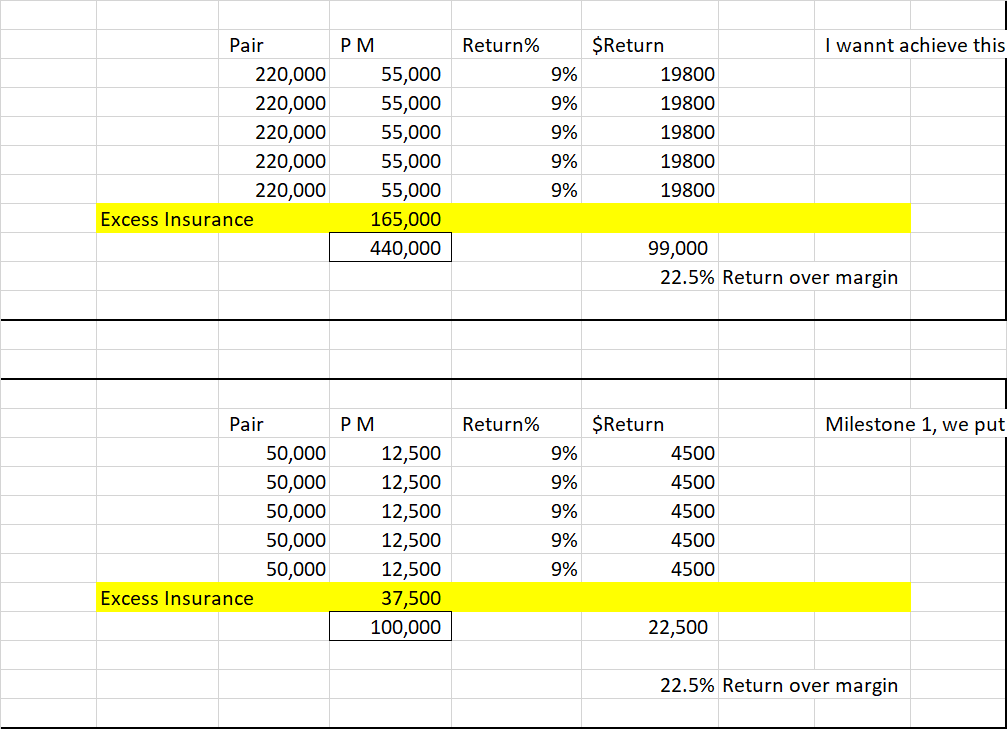 Pair P M Return% $Return I wannt achieve this
220,000 55,000 9% 19800
220,000 55,000 9% 19800
220,000 55,000 9% 19800
220,000 55,000 9% 19800
220,000 55,000 9% 19800
Excess Insurance 165,000
440,000 99,000
22.5% Return over margin
Pair P M Return% $Return Milestone 1, we put
50,000 12,500 9% 4500
50,000 12,500 9% 4500
50,000 12,500 9% 4500
50,000 12,500 9% 4500
50,000 12,500 9% 4500
Excess Insurance 37,500
100,000 22,500
22.5% Return over margin